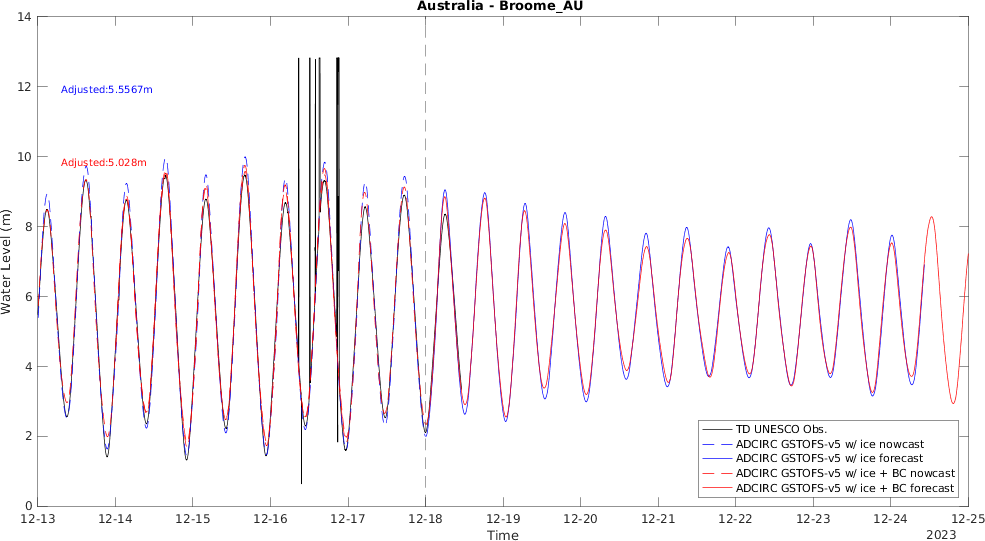 Australia - Broome_AU
14
12
10
8
6
4
2
0
Water Level (m)
Adjusted:5.5567m
Adjusted:5.028m
TD UNESCO Obs.
ADCIRC GSTOFS-v5 w/ ice nowcast
ADCIRC GSTOFS-v5 w/ ice forecast
ADCIRC GSTOFS-v5 w/ ice + BC nowcast
ADCIRC GSTOFS-v5 w/ ice + BC forecast
12-13 12-14 12-15 12-16 12-17 12-18 12-19 12-20 12-21 12-22 12-23 12-24 12-25
Time
2023